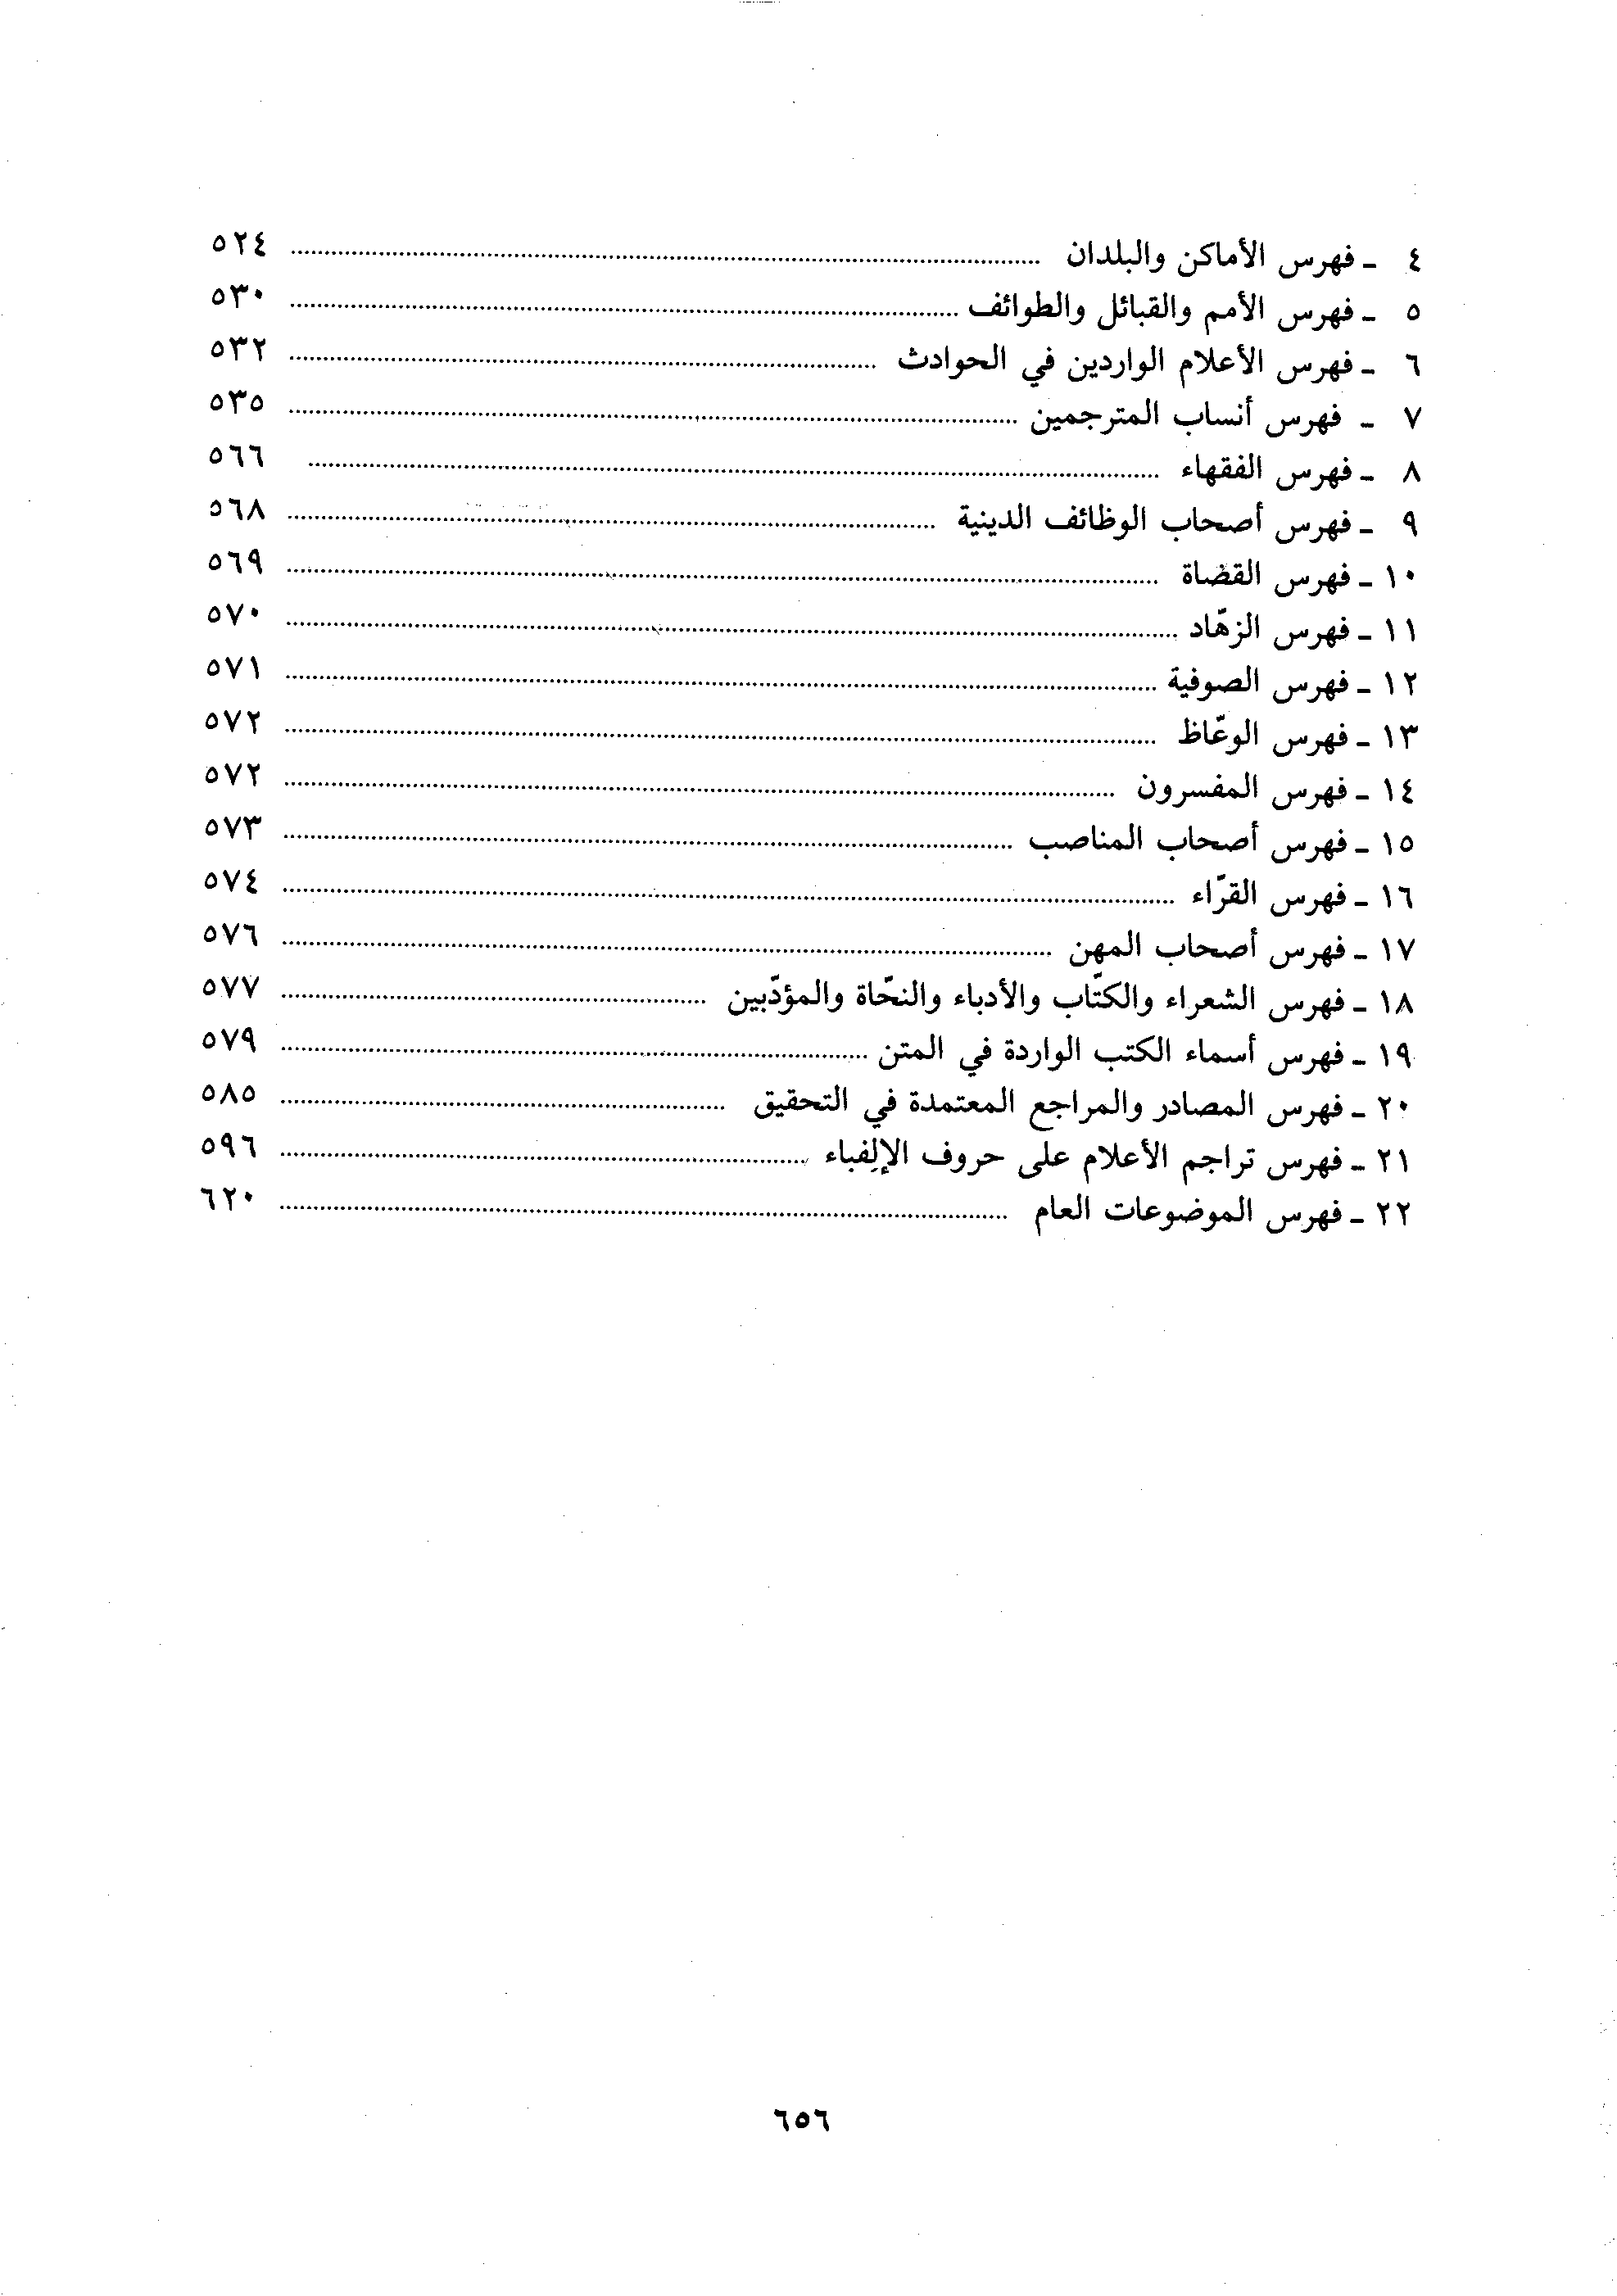 ٤ - فهرس الأماكن والبلدان ........ ٥٢٤
٥ - فهرس الأمم والقبائل والطوائف ........ ٥٣٠
٦ - فهرس الأعلام الواردين في الحوادث ........ ٥٣٢
٧ - فهرس أنساب المترجمين ........ ٥٣٥
٨ - فهرس الفقهاء ........ ٥٦٦
٩ - فهرس أصحاب الوظائف الدينية ........ ٥٦٨
١٠ - فهرس القضاة ........ ٥٦٩
١١ - فهرس الزهّاد ........ ٥٧٠
١٢ - فهرس الصوفية ........ ٥٧١
١٣ - فهرس الوعّاظ ........ ٥٧٢
١٤ - فهرس المفسرون ........ ٥٧٢
١٥ - فهرس أصحاب المناصب ........ ٥٧٣
١٦ - فهرس القرّاء ........ ٥٧٤
١٧ - فهرس أصحاب المهن ........ ٥٧٦
١٨ - فهرس الشعراء والكتّاب والأدباء والنحّاة والمؤدّبين ........ ٥٧٧
١٩ - فهرس أسماء الكتب الواردة في المتن ........ ٥٧٩
٢٠ - فهرس المصادر والمراجع المعتمدة في التحقيق ........ ٥٨٥
٢١ - فهرس تراجم الأعلام على حروف الإلِفباء ........ ٥٩٦
٢٢ - فهرس الموضوعات العام ........ ٦٢٠
٦٥٦